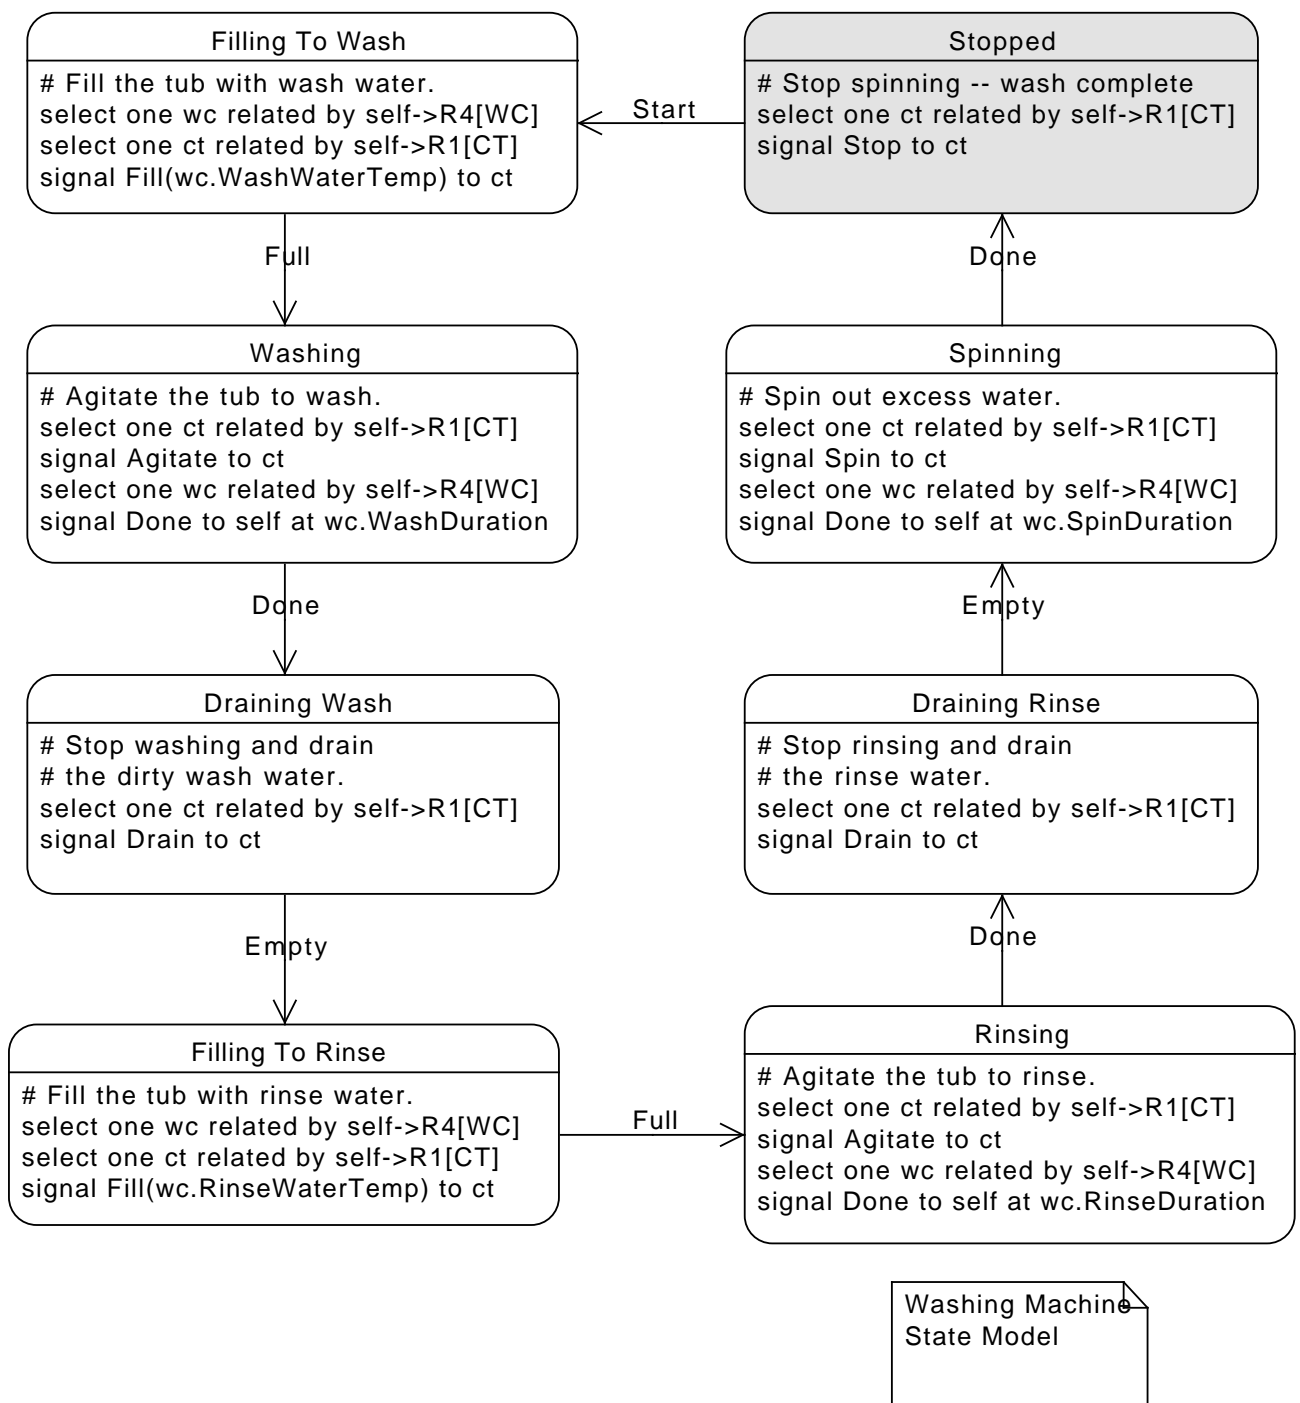 Filling To Wash
# Fill the tub with wash water.
select one wc related by self->R4[WC]
select one ct related by self->R1[CT]
signal Fill(wc.WashWaterTemp) to ct
Start
Stopped
# Stop spinning -- wash complete
select one ct related by self->R1[CT]
signal Stop to ct
Full
Done
Washing
# Agitate the tub to wash.
select one ct related by self->R1[CT]
signal Agitate to ct
select one wc related by self->R4[WC]
signal Done to self at wc.WashDuration
Spinning
# Spin out excess water.
select one ct related by self->R1[CT]
signal Spin to ct
select one wc related by self->R4[WC]
signal Done to self at wc.SpinDuration
Done
Empty
Draining Wash
# Stop washing and drain
# the dirty wash water.
select one ct related by self->R1[CT]
signal Drain to ct
Draining Rinse
# Stop rinsing and drain
# the rinse water.
select one ct related by self->R1[CT]
signal Drain to ct
Empty
Done
Filling To Rinse
# Fill the tub with rinse water.
select one wc related by self->R4[WC]
select one ct related by self->R1[CT]
signal Fill(wc.RinseWaterTemp) to ct
Full
Rinsing
# Agitate the tub to rinse.
select one ct related by self->R1[CT]
signal Agitate to ct
select one wc related by self->R4[WC]
signal Done to self at wc.RinseDuration
Washing Machine
State Model